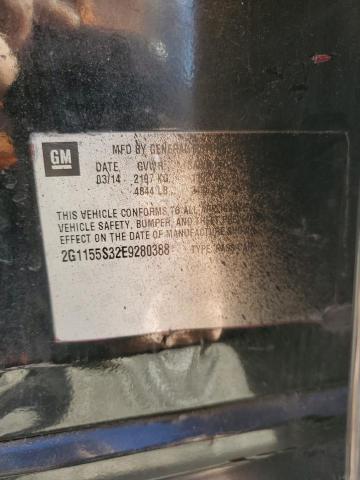 GM
MFD BY GENERAL
DATE GVWR
03/14 2197 KG
4844 LB
THIS VEHICLE CONFORMS TO ALL
VEHICLE SAFETY, BUMPER, AND THEFT
EFFECT ON THE DATE OF MANUFACTURE SHOWN
2G1155S32E9280388 TYPE: PASS CAR